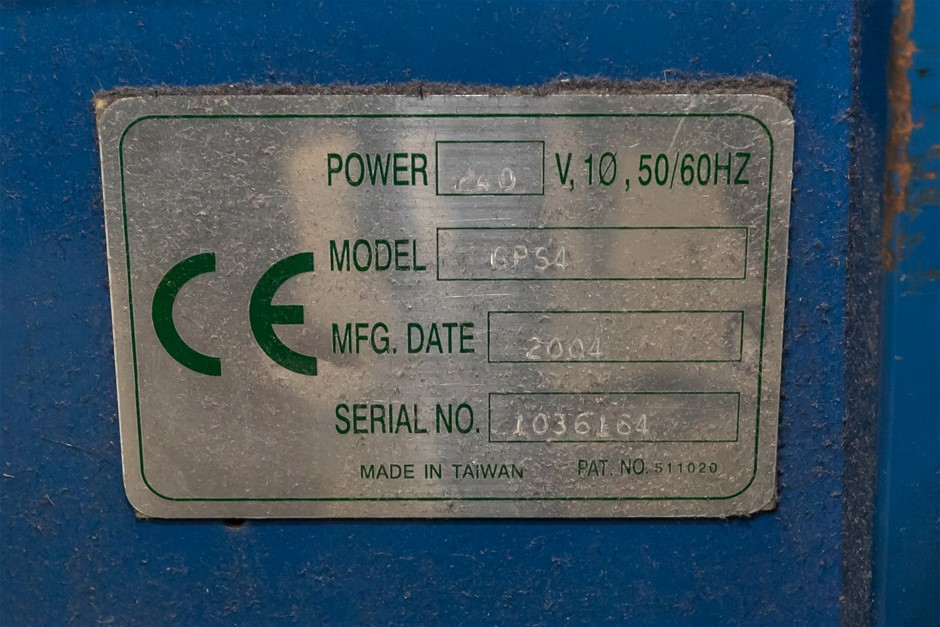 POWER 240 V, 1Ø, 50/60HZ
MODEL GPS4
CE
MFG. DATE 2004
SERIAL NO. 1036164
MADE IN TAIWAN PAT. NO. 511020